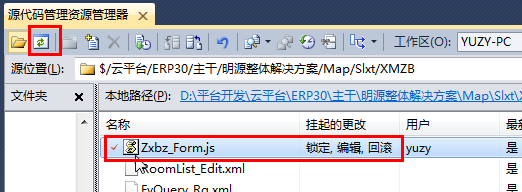 源代码管理资源管理器
工作区(O): YUZY-PC
源位置(L): $/云平台/ERP30/主干/明源整体解决方案/Map/Slxt/XMZB
文件夹
本地路径(P): D:\平台开发\云平台\ERP30\主干\明源整体解决方案\Map\Slxt\X
名称 挂起的更改 用户 最
Zxbz_Form.js 锁定, 编辑, 回滚 yuzy 是
RoomList_Edit.xml 是